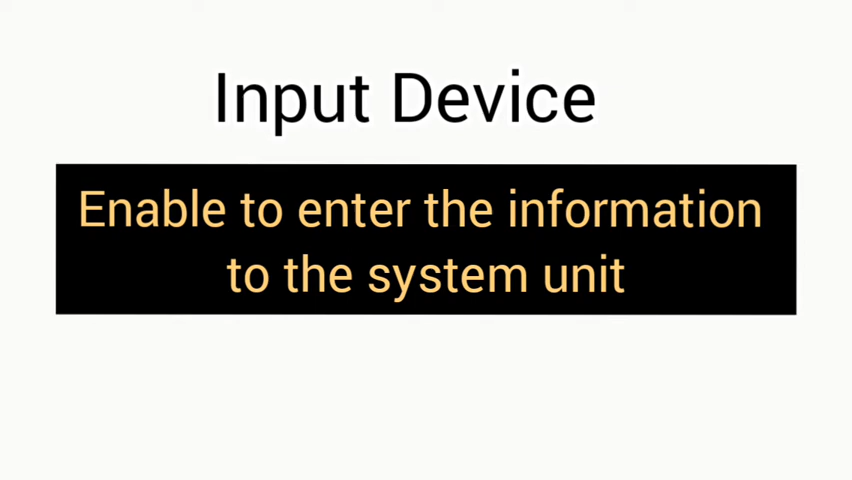 Input Device
Enable to enter the information
to the system unit